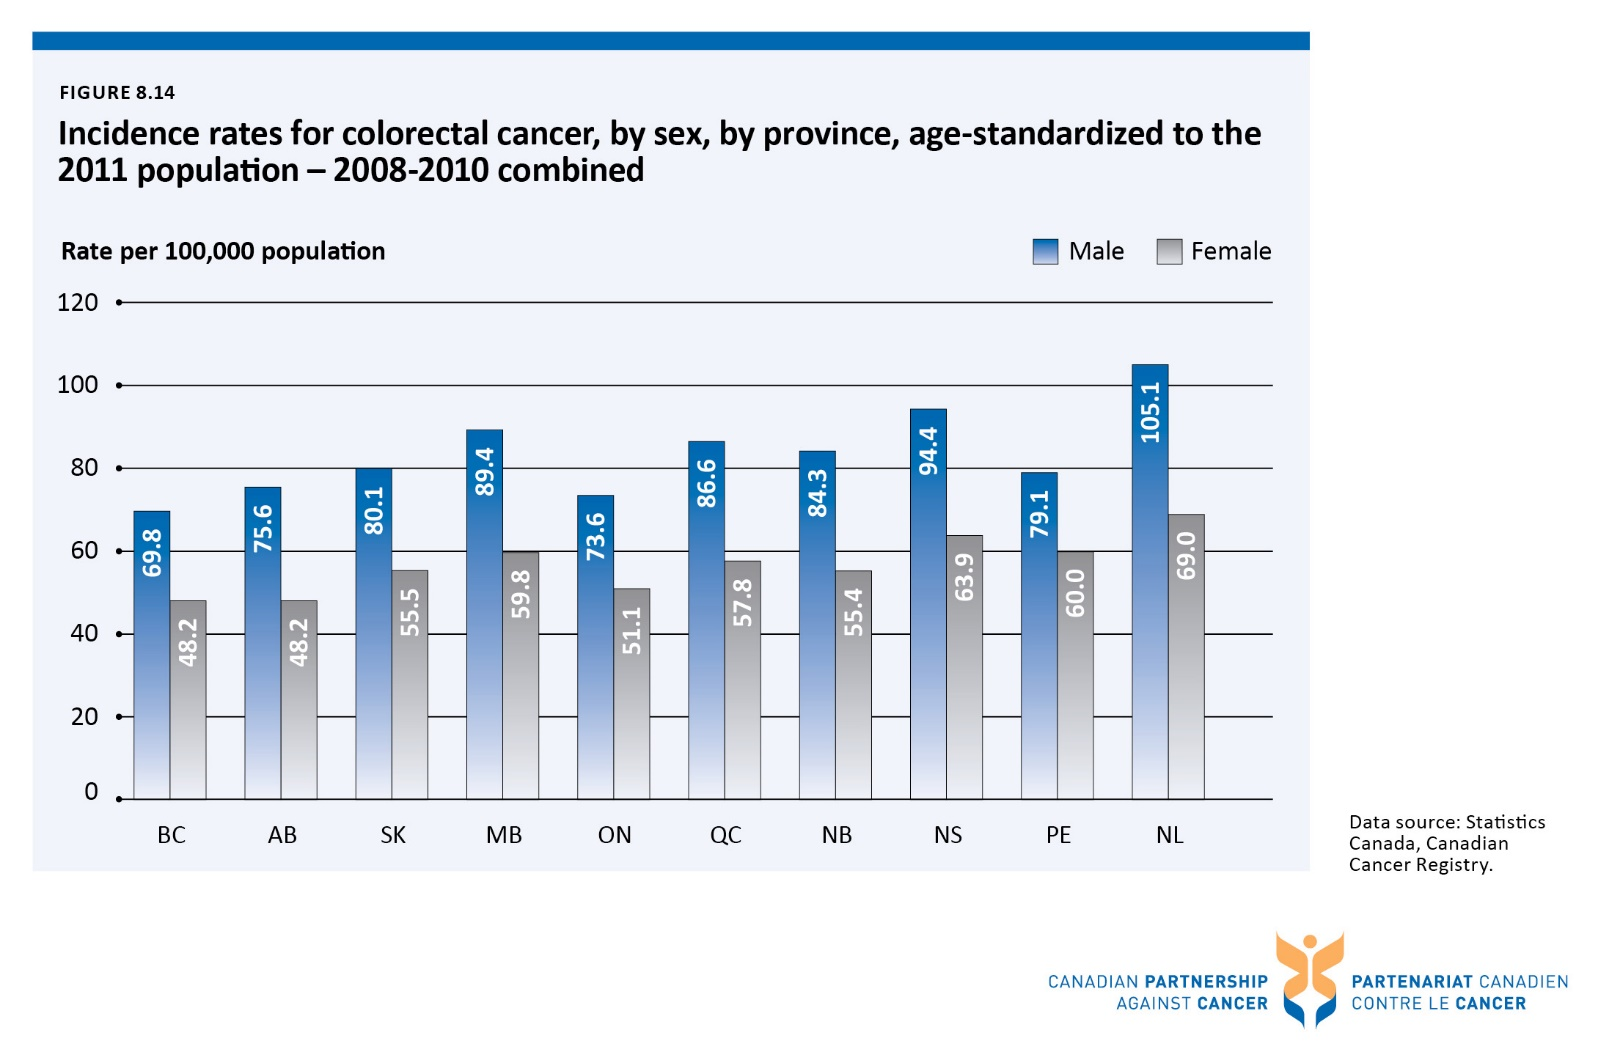 FIGURE 8.14
Incidence rates for colorectal cancer, by sex, by province, age-standardized to the
2011 population – 2008-2010 combined
Rate per 100,000 population
Male
Female
120
100
80
60
40
20
0
69.8
48.2
75.6
48.2
80.1
55.5
89.4
59.8
73.6
51.1
86.6
57.8
84.3
55.4
94.4
63.9
79.1
60.0
105.1
69.0
BC AB SK MB ON QC NB NS PE NL
Data source: Statistics
Canada, Canadian
Cancer Registry.
CANADIAN PARTNERSHIP
AGAINST CANCER
PARTENARIAT CANADIEN
CONTRE LE CANCER